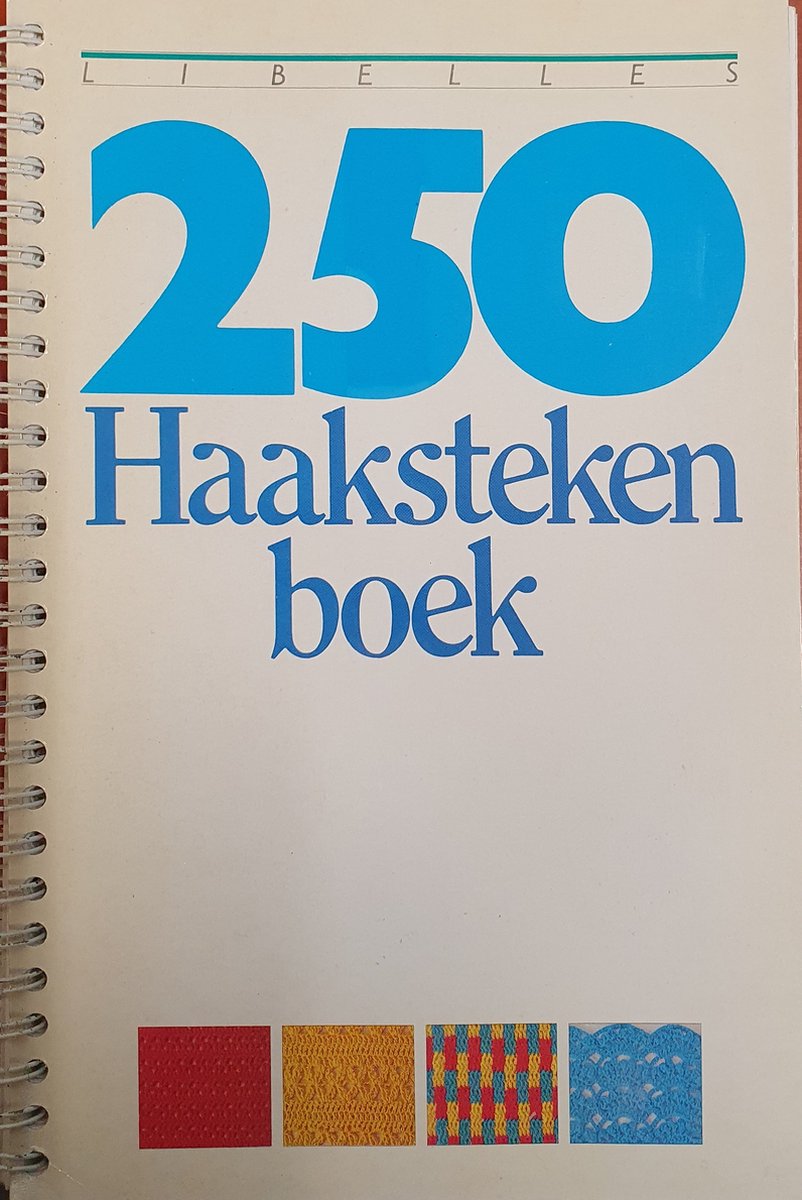 LIBELLES
250
Haaksteken
boek